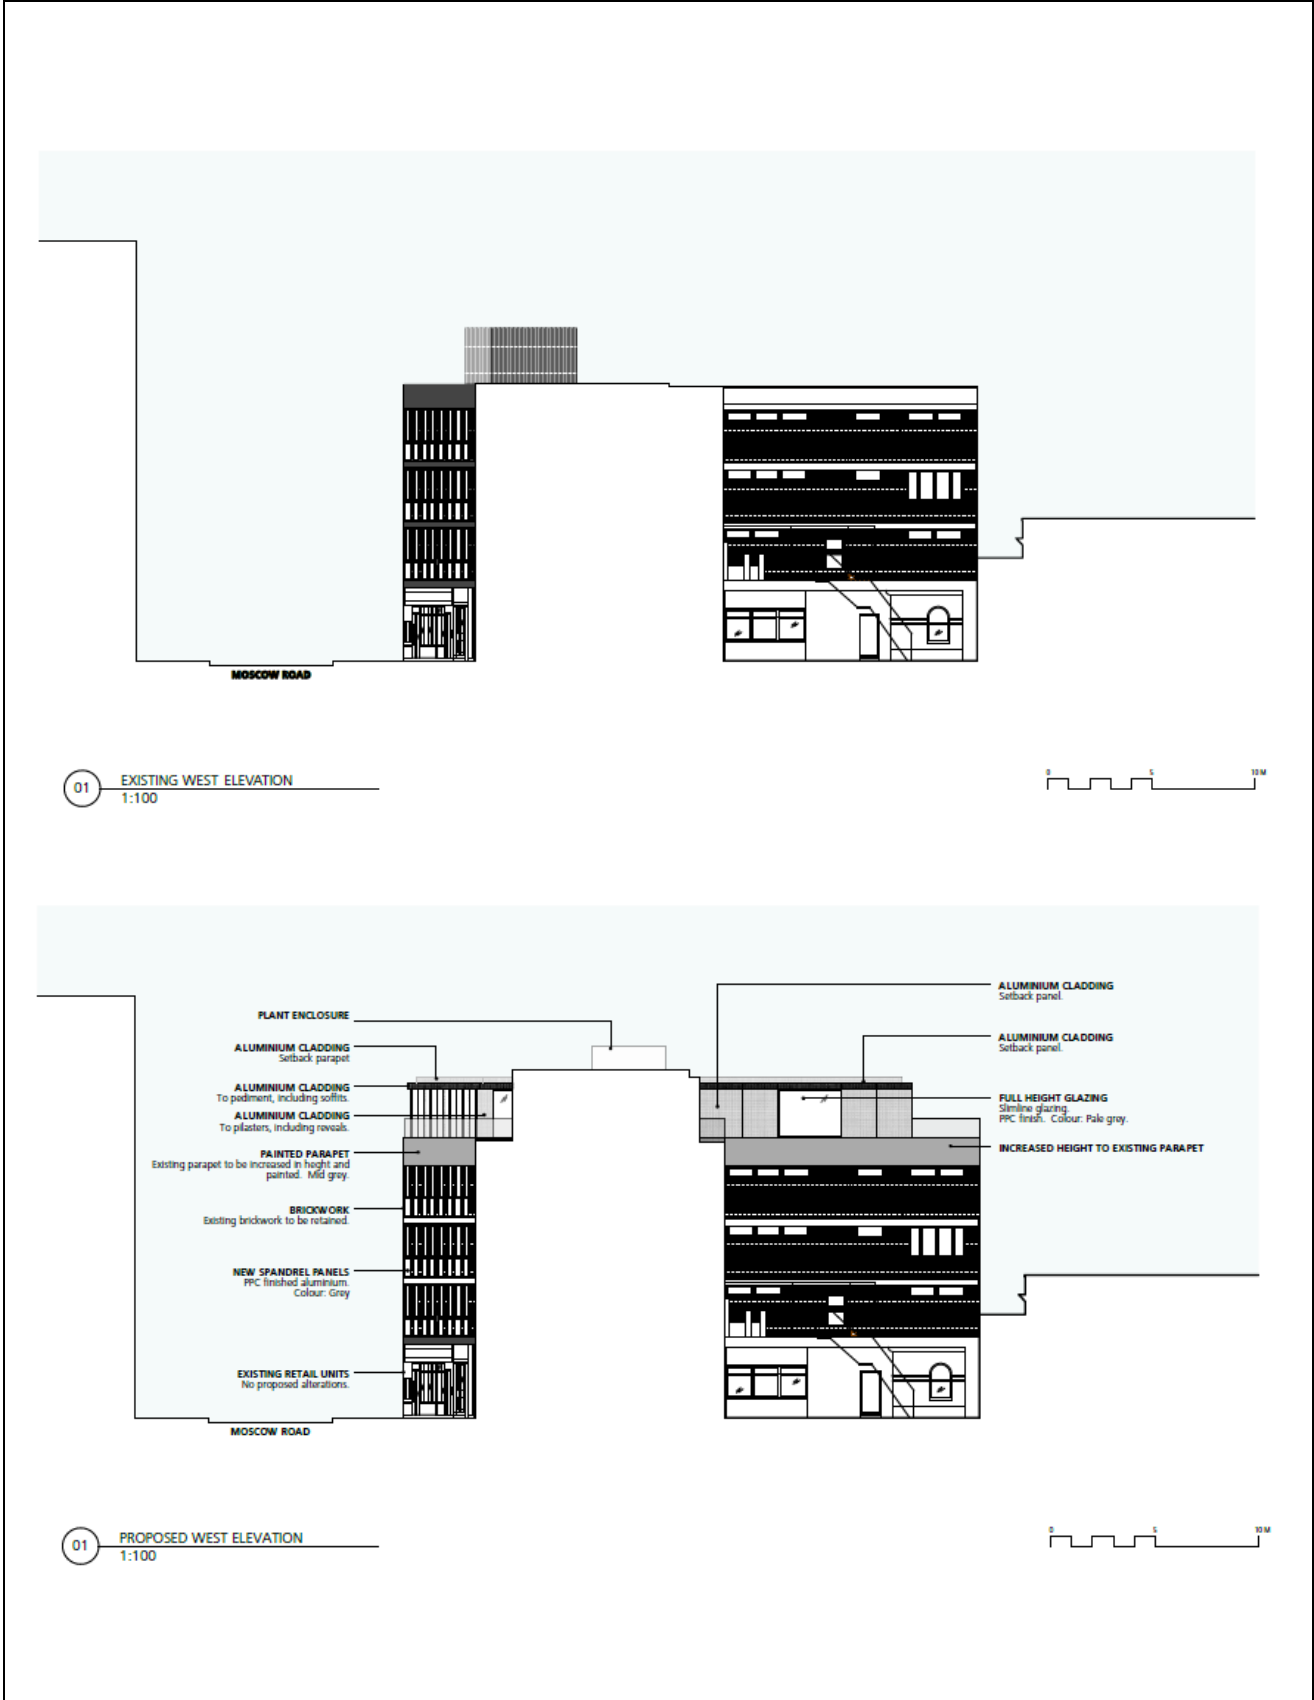 MOSCOW ROAD
01
EXISTING WEST ELEVATION
1:100
0 5 10 M
ALUMINIUM CLADDING
Setback panel.
PLANT ENCLOSURE
ALUMINIUM CLADDING
Setback panel.
ALUMINIUM CLADDING
Setback parapet
ALUMINIUM CLADDING
To pediment, including soffits.
FULL HEIGHT GLAZING
Slimline glazing.
PPC finish. Colour: Pale grey.
ALUMINIUM CLADDING
To pilasters, including reveals.
INCREASED HEIGHT TO EXISTING PARAPET
PAINTED PARAPET
Existing parapet to be increased in heght and
painted. Mid grey.
BRICKWORK
Existing brickwork to be retained.
NEW SPANDREL PANELS
PPC finished aluminium.
Colour: Grey
EXISTING RETAIL UNITS
No proposed alterations.
MOSCOW ROAD
01
PROPOSED WEST ELEVATION
1:100
0 5 10 M